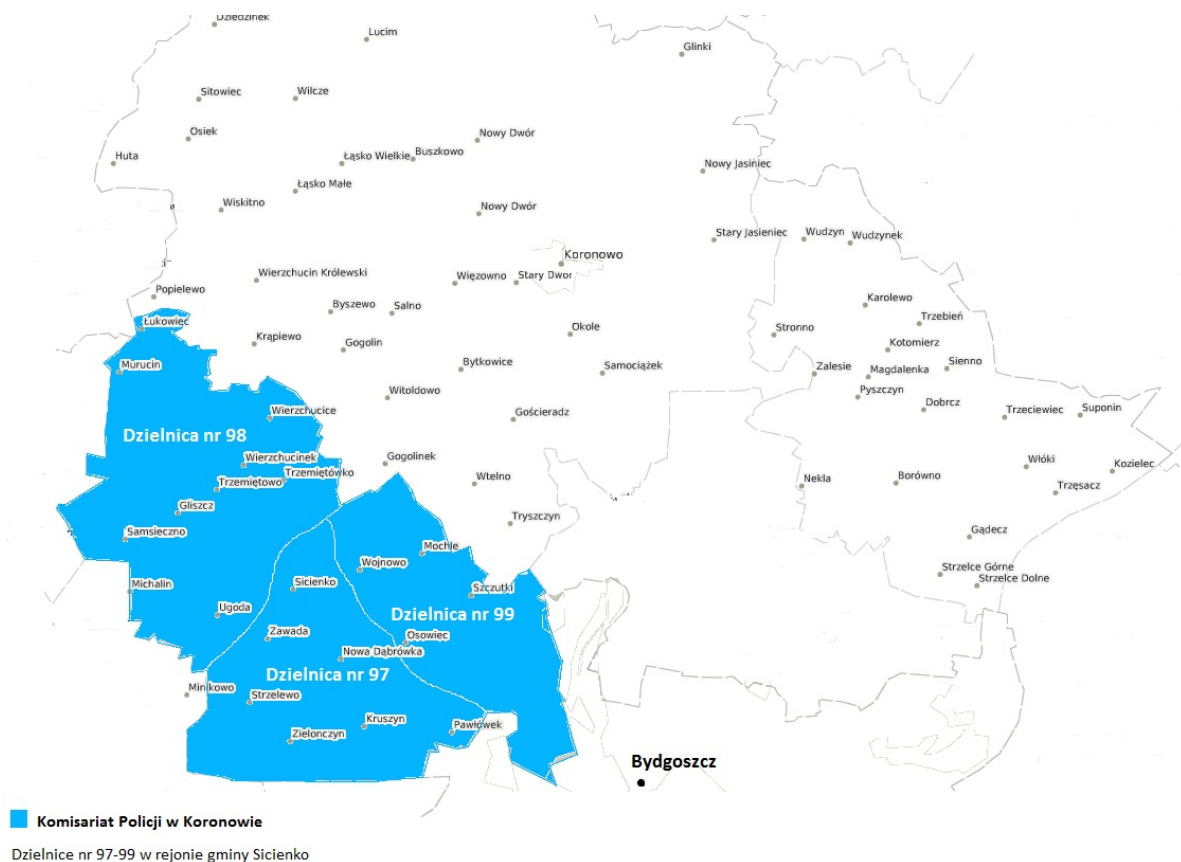 Dziedzinek
Lucim
Glinki
Sitowiec
Wilcze
Osiek
Nowy Dwór
Huta
Łąsko Wielkie
Buszkowo
Nowy Jasiniec
Łąsko Małe
Wiskitno
Nowy Dwór
Stary Jasieniec
Wudzyn
Wudzynek
Koronowo
Wierzchucin Królewski
Więzowno
Stary Dwor
Popielewo
Byszewo
Salno
Karolewo
Trzebień
Łukowiec
Krąpiewo
Gogolin
Okole
Stronno
Kotomierz
Murucin
Bytkowice
Samociążek
Zalesie
Magdalenka
Sienno
Witoldowo
Pyszczyn
Dobrcz
Wierzchucice
Gościeradz
Trzeciewiec
Suponin
Dzielnica nr 98
Wierzchucinek
Gogolinek
Trzemiętówko
Trzemiętowo
Wtelno
Nekla
Borówno
Włóki
Kozielec
Trzęsacz
Gliszcz
Samsieczno
Tryszczyn
Gądecz
Mochle
Wojnowo
Michalin
Sicienko
Szczutki
Strzelce Górne
Strzelce Dolne
Ugoda
Dzielnica nr 99
Zawada
Osowiec
Nowa Dąbrówka
Dzielnica nr 97
Minikowo
Strzelewo
Kruszyn
Pawłówek
Zielonczyn
Bydgoszcz
Komisariat Policji w Koronowie
Dzielnice nr 97-99 w rejonie gminy Sicienko